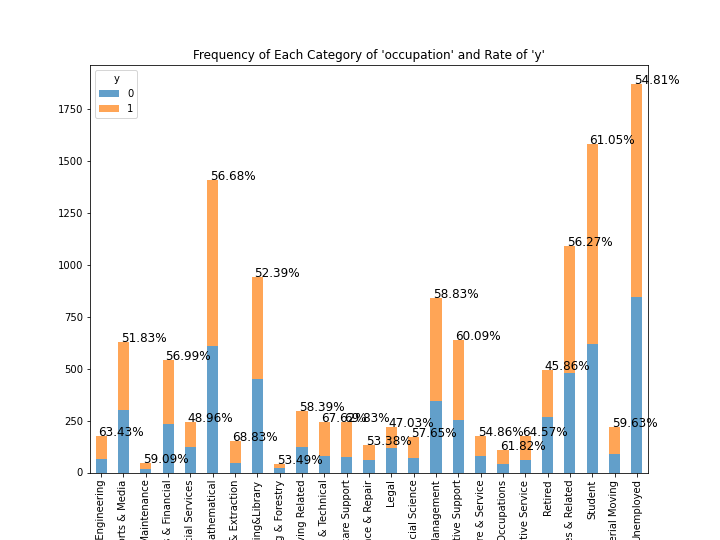 Frequency of Each Category of 'occupation' and Rate of 'y'
y
0
1
1750
1500
1250
1000
750
500
250
0
63.43%
51.83%
59.09%
56.99%
48.96%
56.68%
68.83%
52.39%
53.49%
58.39%
67.62%
69.83%
53.38%
47.03%
57.65%
58.83%
60.09%
54.86%
61.82%
64.57%
45.86%
56.27%
61.05%
59.63%
54.81%
Engineering
rts & Media
Maintenance
& Financial
cial Services
athematical
& Extraction
ing&Library
g & Forestry
ving Related
& Technical
care Support
nce & Repair
Legal
cial Science
Management
tive Support
re & Service
Occupations
tive Service
Retired
es & Related
Student
erial Moving
Unemployed